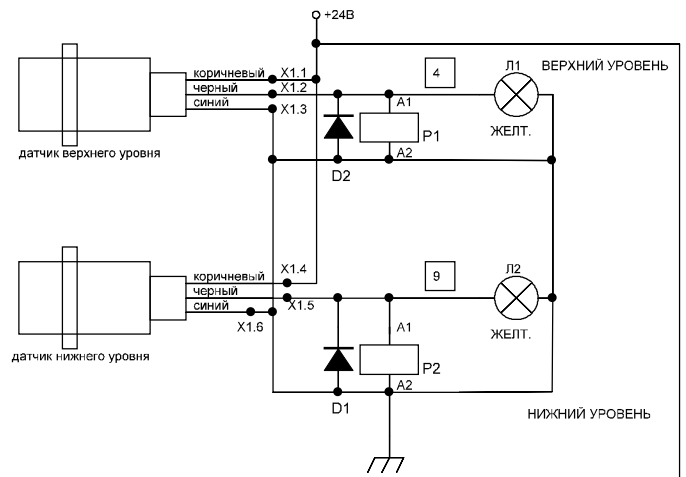 +24В
коричневый X1.1
черный X1.2
синий X1.3
датчик верхнего уровня
A1
P1
A2
D2
4
Л1
ВЕРХНИЙ УРОВЕНЬ
ЖЕЛТ.
коричневый X1.4
черный X1.5
синий
X1.6
датчик нижнего уровня
A1
P2
A2
D1
9
Л2
ЖЕЛТ.
НИЖНИЙ УРОВЕНЬ